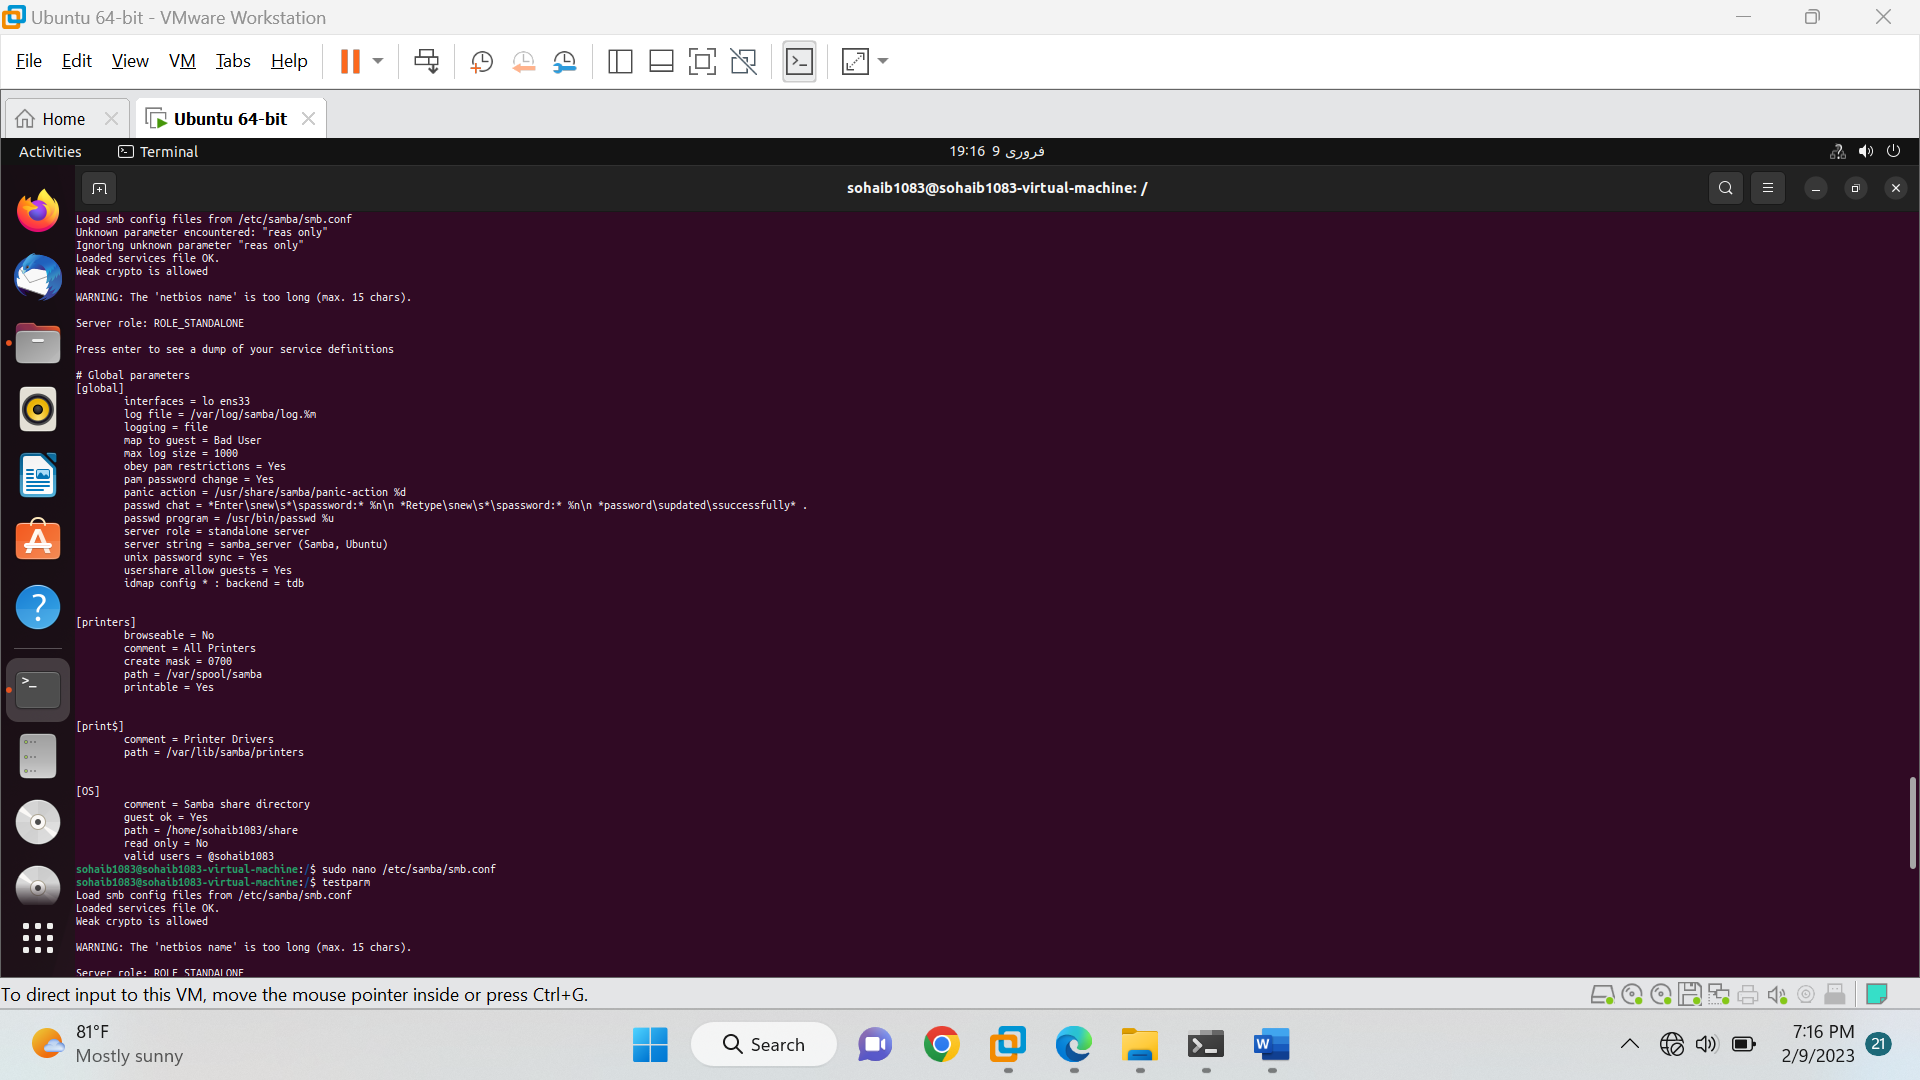 Ubuntu 64-bit - VMware Workstation
File Edit View VM Tabs Help
Home
Ubuntu 64-bit
Activities
Terminal
19:16 9 فروری
sohaib1083@sohaib1083-virtual-machine: /
Load smb config files from /etc/samba/smb.conf
Unknown parameter encountered: "reas only"
Ignoring unknown parameter "reas only"
Loaded services file OK.
Weak crypto is allowed
WARNING: The 'netbios name' is too long (max. 15 chars).
Server role: ROLE_STANDALONE
Press enter to see a dump of your service definitions
# Global parameters
[global]
interfaces = lo ens33
log file = /var/log/samba/log.%m
logging = file
map to guest = Bad User
max log size = 1000
obey pam restrictions = Yes
pam password change = Yes
panic action = /usr/share/samba/panic-action %d
passwd chat = *Enter\snew\s*\spassword:* %n\n *Retype\snew\s*\spassword:* %n\n *password\supdated\ssuccessfully* .
passwd program = /usr/bin/passwd %u
server role = standalone server
server string = samba_server (Samba, Ubuntu)
unix password sync = Yes
usershare allow guests = Yes
idmap config * : backend = tdb
[printers]
browseable = No
comment = All Printers
create mask = 0700
path = /var/spool/samba
printable = Yes
[print$]
comment = Printer Drivers
path = /var/lib/samba/printers
[OS]
comment = Samba share directory
guest ok = Yes
path = /home/sohaib1083/share
read only = No
valid users = @sohaib1083
sohaib1083@sohaib1083-virtual-machine:/$ sudo nano /etc/samba/smb.conf
sohaib1083@sohaib1083-virtual-machine:/$ testparm
Load smb config files from /etc/samba/smb.conf
Loaded services file OK.
Weak crypto is allowed
WARNING: The 'netbios name' is too long (max. 15 chars).
Server role: ROLE_STANDALONE
To direct input to this VM, move the mouse pointer inside or press Ctrl+G.
81°F
Mostly sunny
Search
7:16 PM
2/9/2023
21